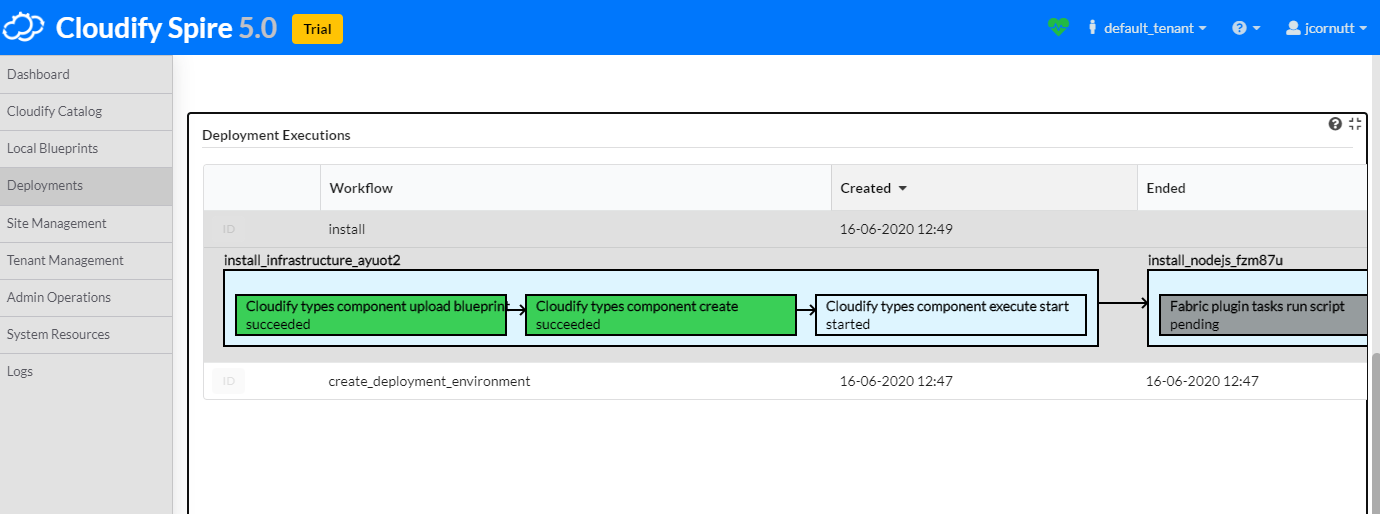 Cloudify Spire 5.0 Trial default_tenant jcornutt
Dashboard
Cloudify Catalog
Local Blueprints
Deployments
Site Management
Tenant Management
Admin Operations
System Resources
Logs
Deployment Executions
Workflow Created Ended
ID install 16-06-2020 12:49
install_infrastructure_ayuot2 install_nodejs_fzm87u
Cloudify types component upload blueprint Cloudify types component create Cloudify types component execute start Fabric plugin tasks run script
succeeded succeeded started pending
ID create_deployment_environment 16-06-2020 12:47 16-06-2020 12:47